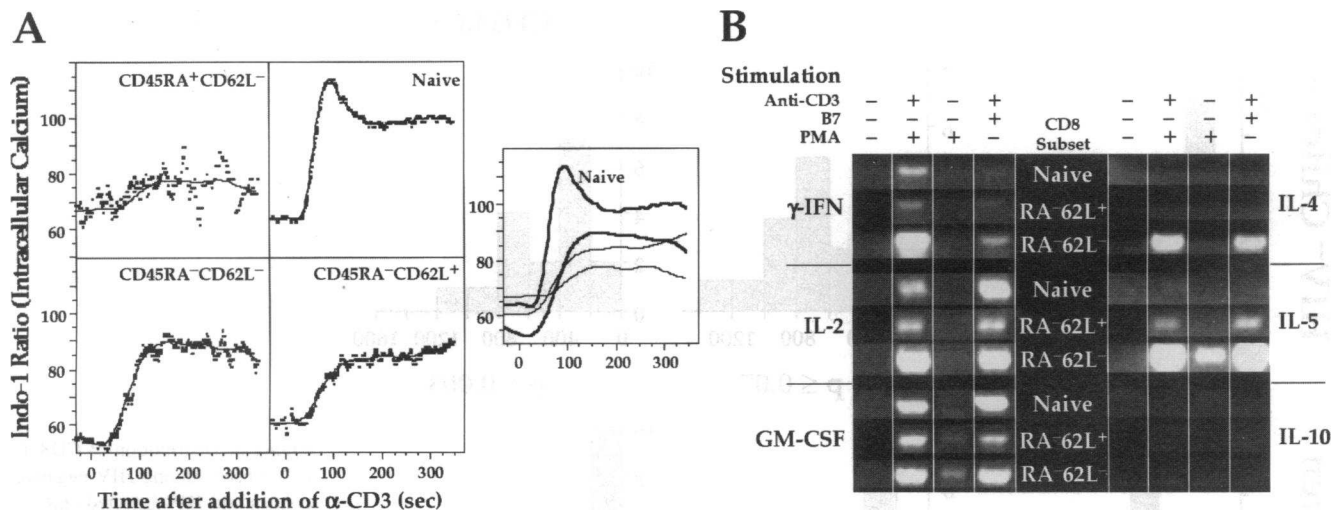 A
CD45RA⁺CD62L⁻
Naive
100
80
60
CD45RA⁻CD62L⁻
CD45RA⁻CD62L⁺
100
80
60
0 100 200 300
0 100 200 300
Indo-1 Ratio (Intracellular Calcium)
Time after addition of α-CD3 (sec)
Naive
100
80
60
0 100 200 300
B
Stimulation
Anti-CD3 − + − + − + − +
B7 − − − + − − − +
PMA − + + − − + + −
CD8
Subset
γ-IFN
Naive
RA⁻62L⁺
RA⁻62L⁻
IL-4
IL-2
Naive
RA⁻62L⁺
RA⁻62L⁻
IL-5
GM-CSF
Naive
RA⁻62L⁺
RA⁻62L⁻
IL-10